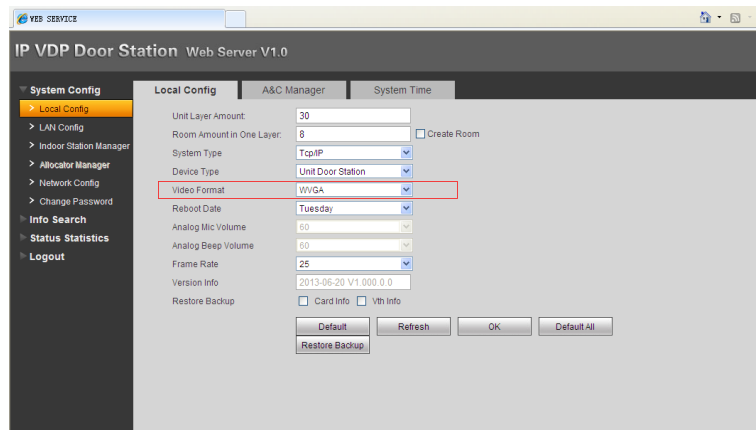 WEB SERVICE
IP VDP Door Station Web Server V1.0
System Config
> Local Config
> LAN Config
> Indoor Station Manager
> Allocator Manager
> Network Config
> Change Password
Info Search
Status Statistics
Logout
Local Config A&C Manager System Time
Unit Layer Amount: 30
Room Amount in One Layer: 8 Create Room
System Type Tcp/IP
Device Type Unit Door Station
Video Format WVGA
Reboot Date Tuesday
Analog Mic Volume 60
Analog Beep Volume 60
Frame Rate 25
Version Info 2013-06-20 V1.000.0.0
Restore Backup Card Info Vth Info
Default Refresh OK Default All
Restore Backup